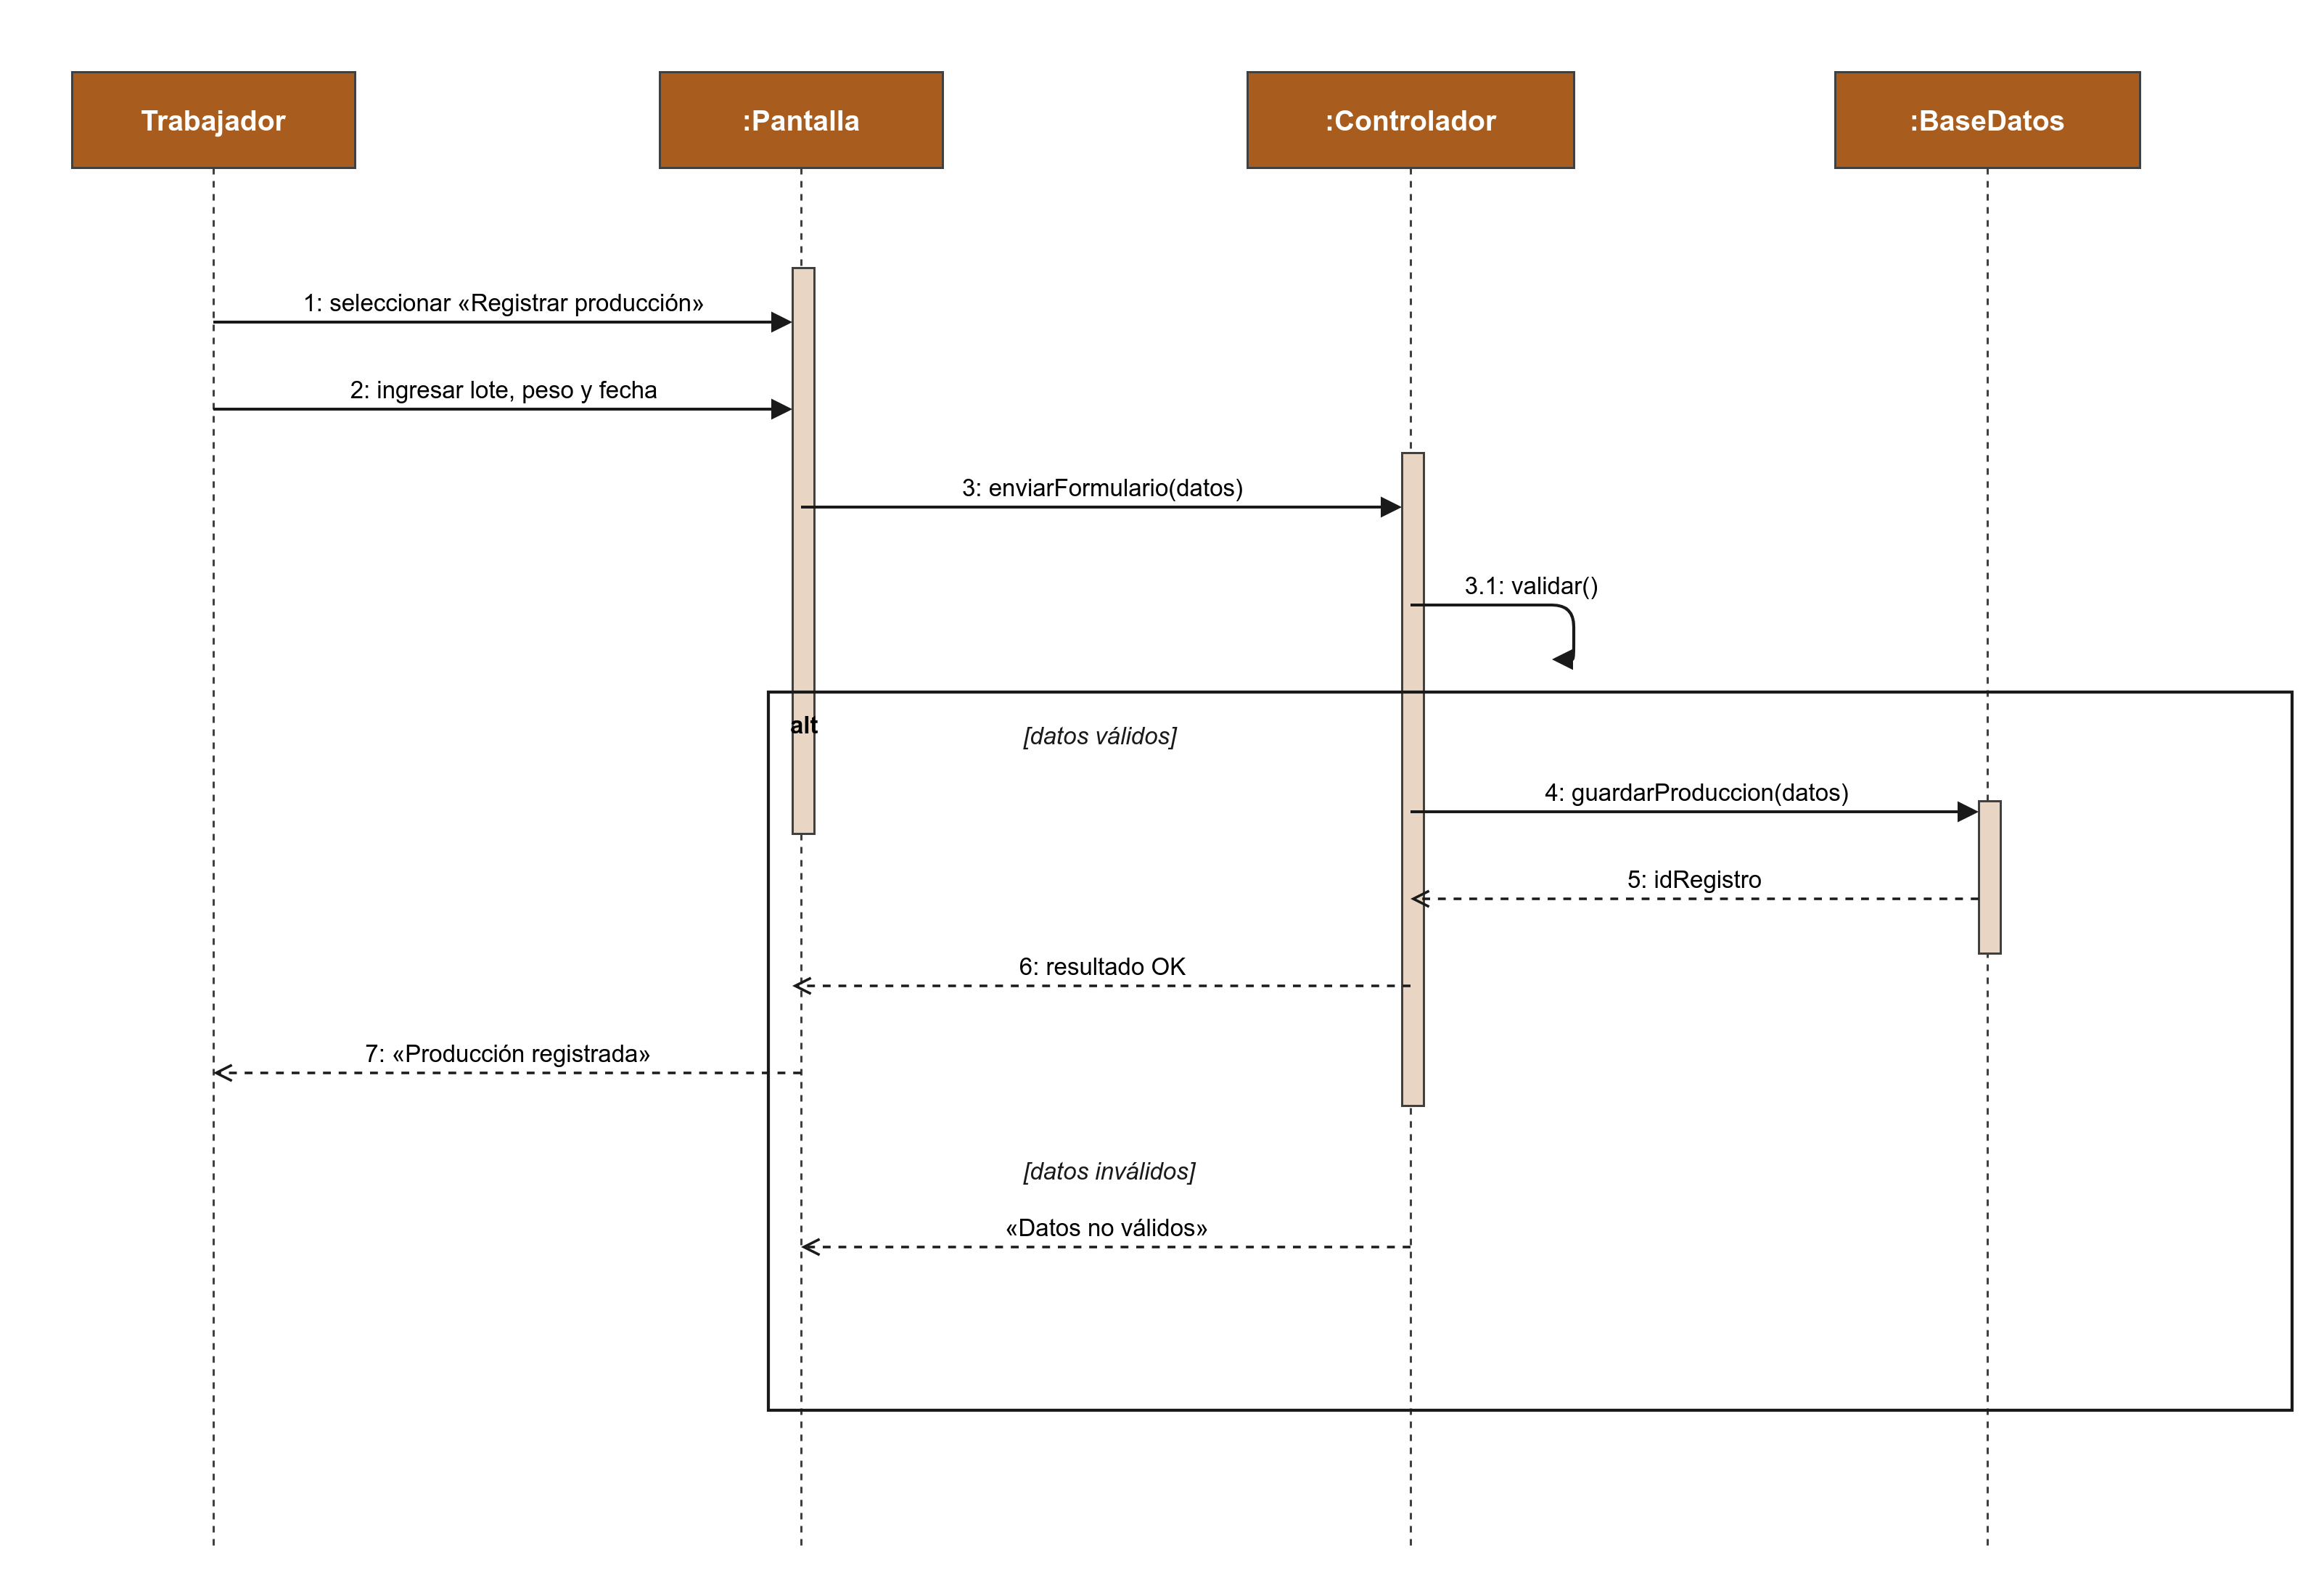 Trabajador
:Pantalla
:Controlador
:BaseDatos
1: seleccionar «Registrar producción»
2: ingresar lote, peso y fecha
3: enviarFormulario(datos)
3.1: validar()
alt
[datos válidos]
4: guardarProduccion(datos)
5: idRegistro
6: resultado OK
7: «Producción registrada»
[datos inválidos]
«Datos no válidos»